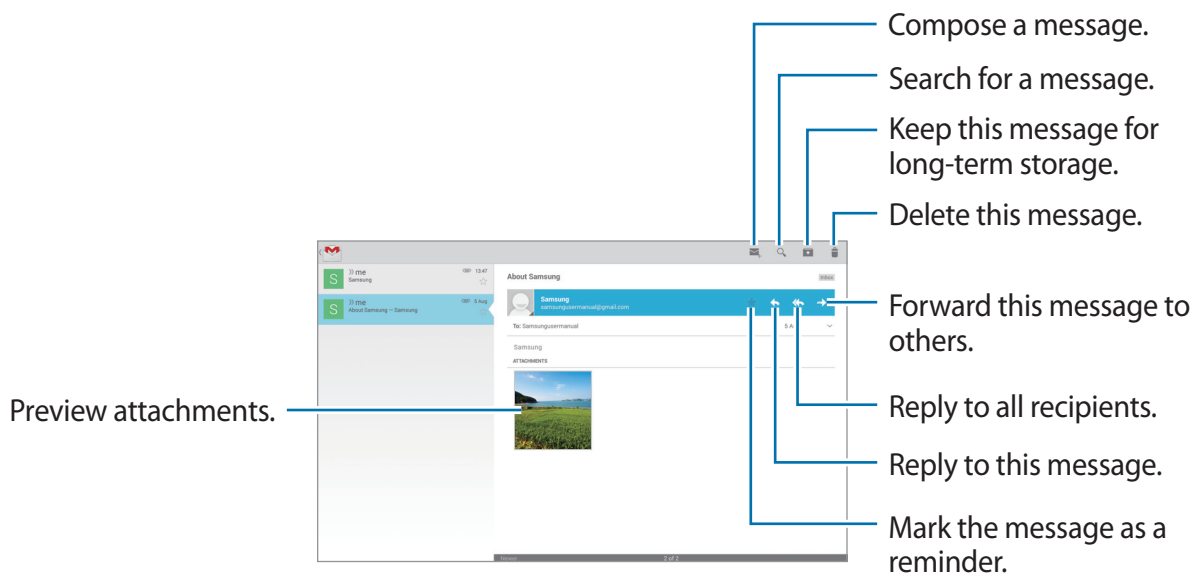 Compose a message.
Search for a message.
Keep this message for
long-term storage.
Delete this message.
Forward this message to
others.
Reply to all recipients.
Reply to this message.
Mark the message as a
reminder.
Preview attachments.
S
me
13:47
Samsung
S
me
5 Aug
About Samsung – Samsung
About Samsung
Inbox
Samsung
samsungusermanual@gmail.com
To: Samsungusermanual
5 A
Samsung
ATTACHMENTS
Newer
2 of 2